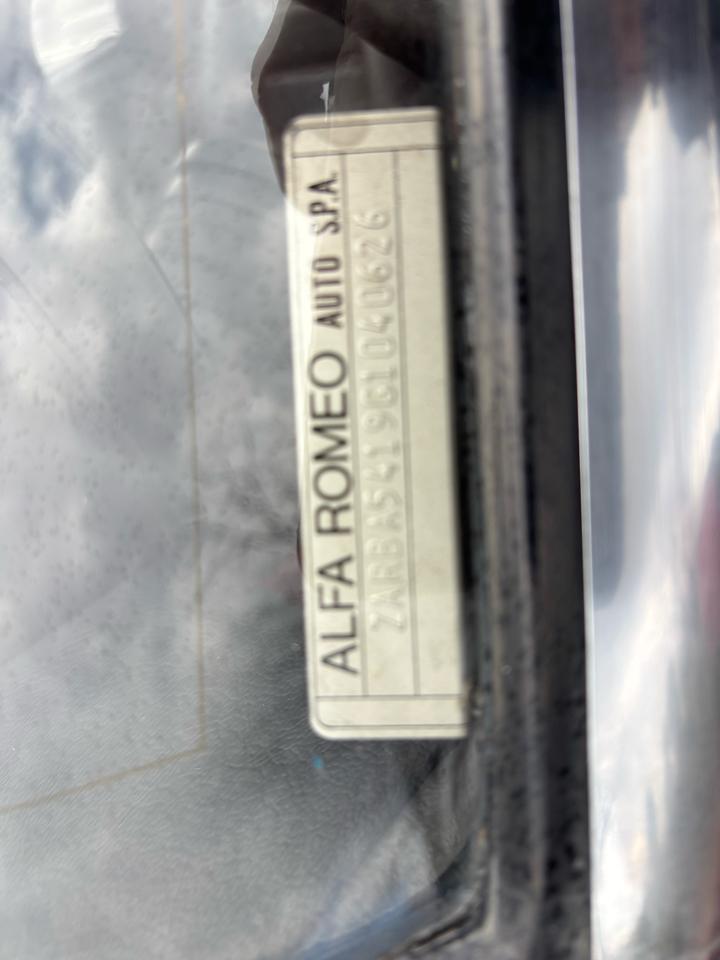 ALFA ROMEO AUTO S.P.A.
ZARBA5419G1040626